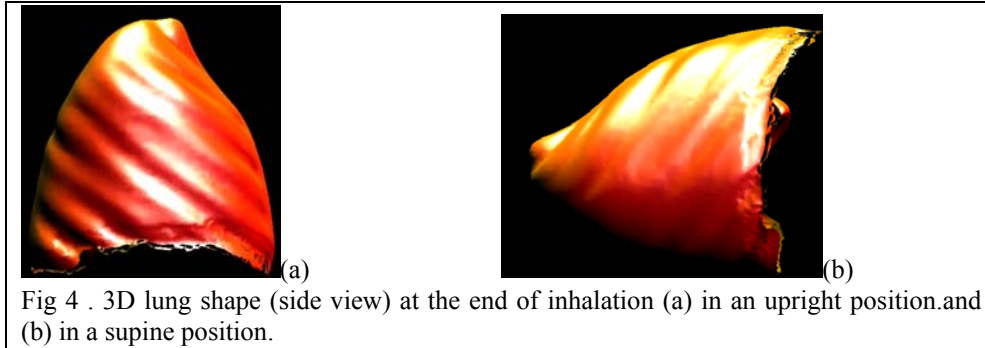 (a)
(b)
Fig 4 . 3D lung shape (side view) at the end of inhalation (a) in an upright position.and
(b) in a supine position.